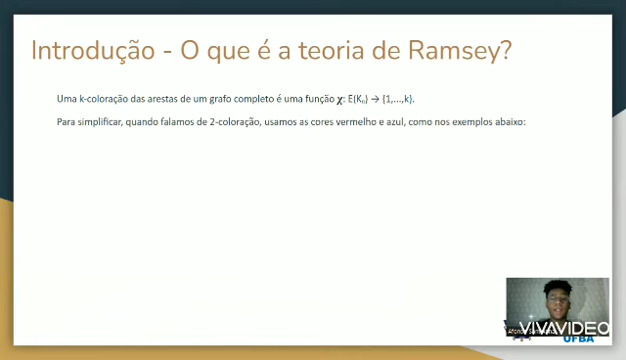 Introdução - O que é a teoria de Ramsey?
Uma k-coloração das arestas de um grafo completo é uma função χ: E(Kₙ) → {1,...,k}.
Para simplificar, quando falamos de 2-coloração, usamos as cores vermelho e azul, como nos exemplos abaixo:
VIVAVIDEO
UFBA